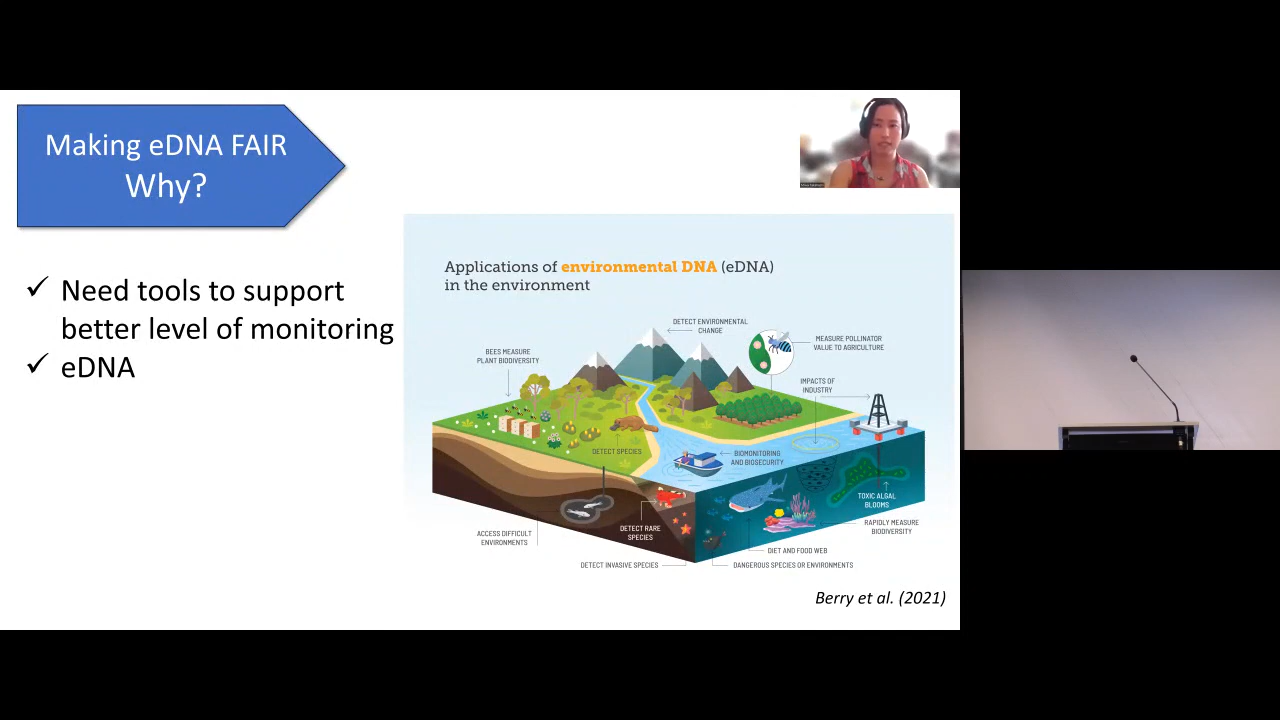 Making eDNA FAIR
Why?
✓ Need tools to support
better level of monitoring
✓ eDNA
Applications of environmental DNA (eDNA)
in the environment
DETECT ENVIRONMENTAL
CHANGE
MEASURE POLLINATOR
VALUE TO AGRICULTURE
BEES MEASURE
PLANT BIODIVERSITY
IMPACTS OF
INDUSTRY
DETECT SPECIES
BIOMONITORING
AND BIOSECURITY
TOXIC ALGAL
BLOOMS
DETECT RARE
SPECIES
RAPIDLY MEASURE
BIODIVERSITY
ACCESS DIFFICULT
ENVIRONMENTS
DIET AND FOOD WEB
DETECT INVASIVE SPECIES
DANGEROUS SPECIES OR ENVIRONMENTS
Berry et al. (2021)